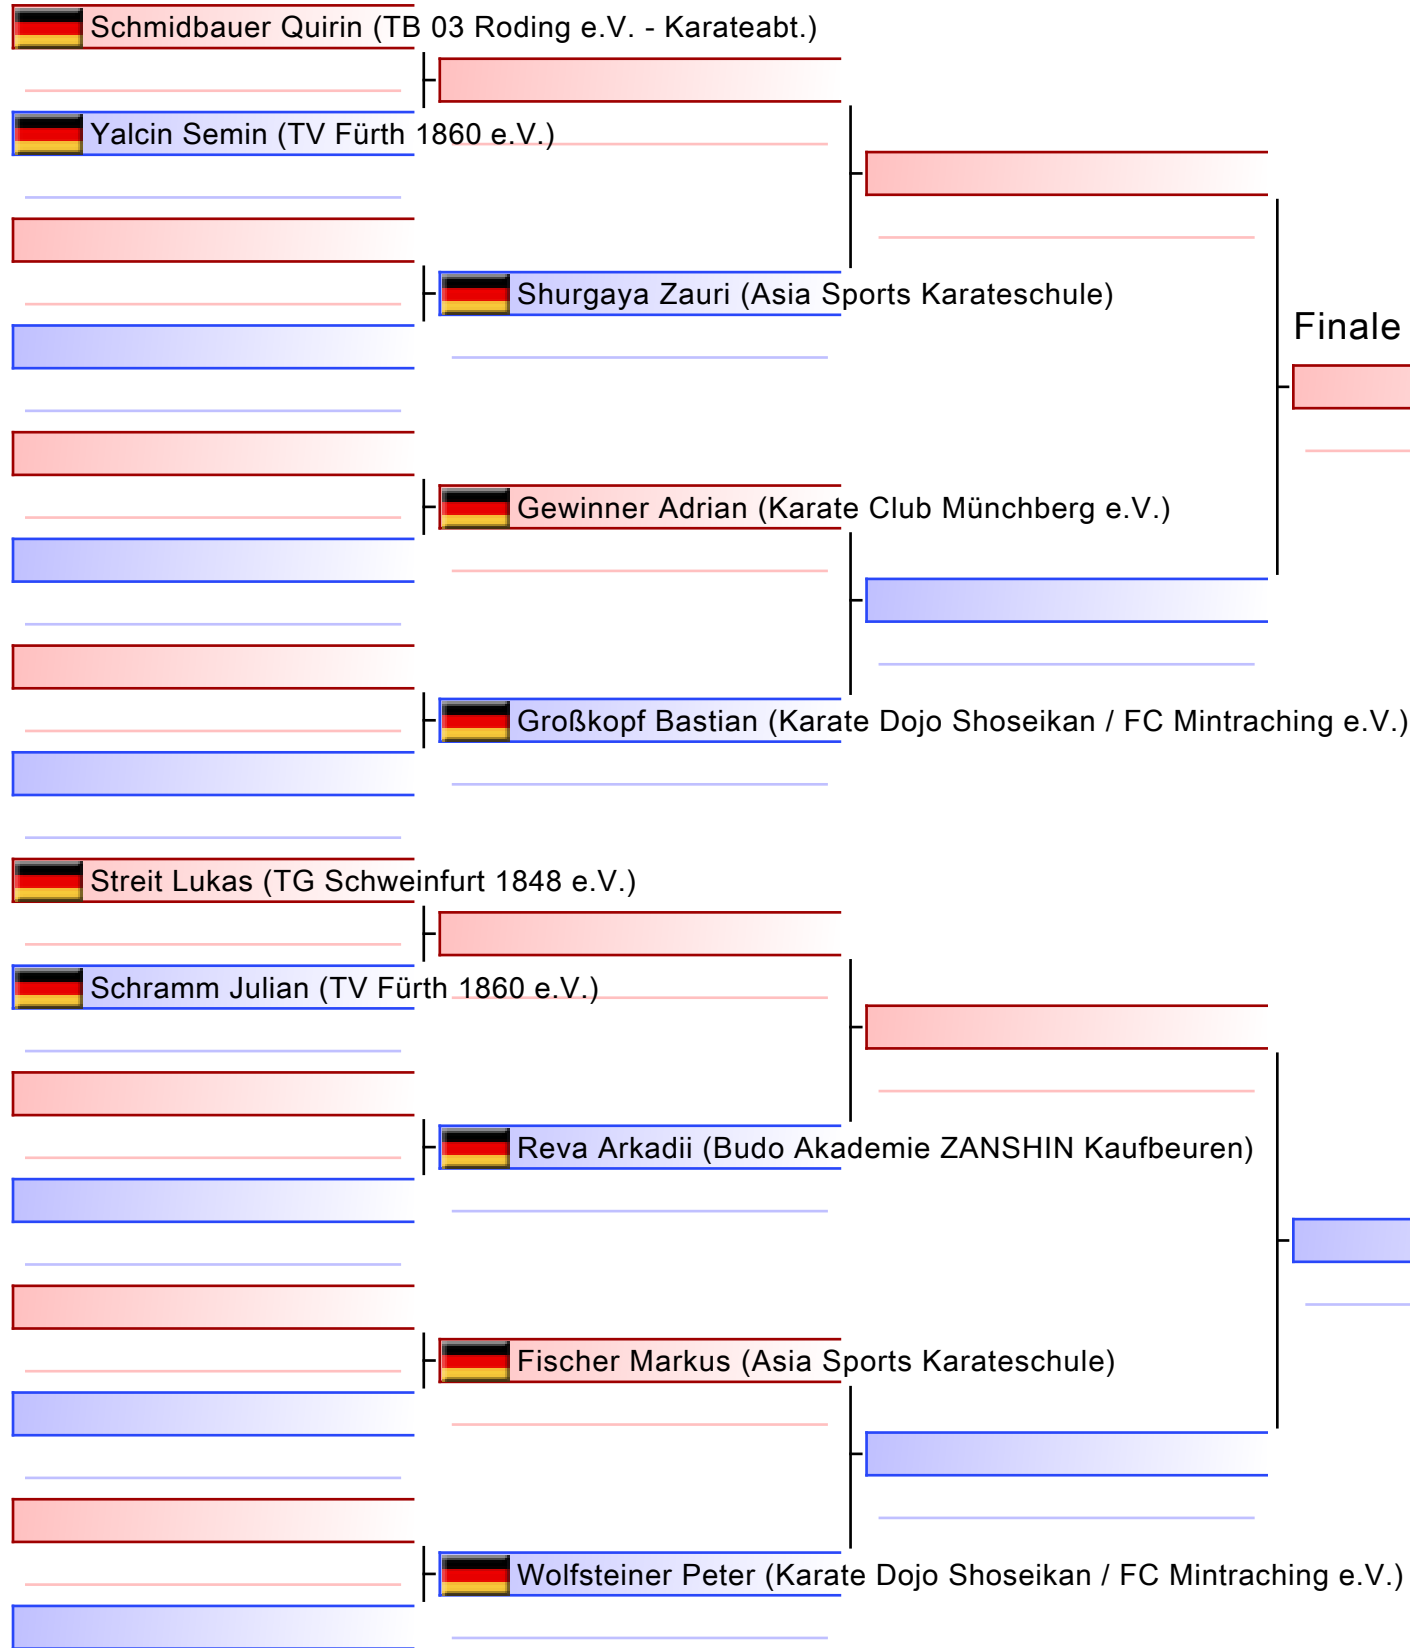 Schmidbauer Quirin (TB 03 Roding e.V. - Karateabt.)
Yalcin Semin (TV Fürth 1860 e.V.)
Shurgaya Zauri (Asia Sports Karateschule)
Finale
Gewinner Adrian (Karate Club Münchberg e.V.)
Großkopf Bastian (Karate Dojo Shoseikan / FC Mintraching e.V.)
Streit Lukas (TG Schweinfurt 1848 e.V.)
Schramm Julian (TV Fürth 1860 e.V.)
Reva Arkadii (Budo Akademie ZANSHIN Kaufbeuren)
Fischer Markus (Asia Sports Karateschule)
Wolfsteiner Peter (Karate Dojo Shoseikan / FC Mintraching e.V.)